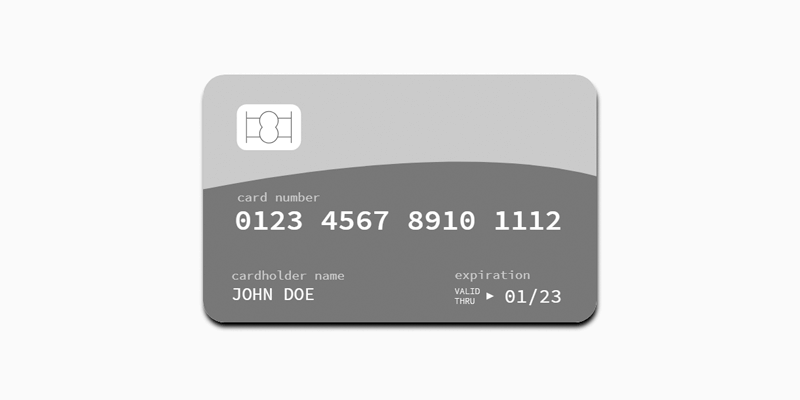 card number
0123 4567 8910 1112
cardholder name
JOHN DOE
expiration
VALID
THRU ▶ 01/23